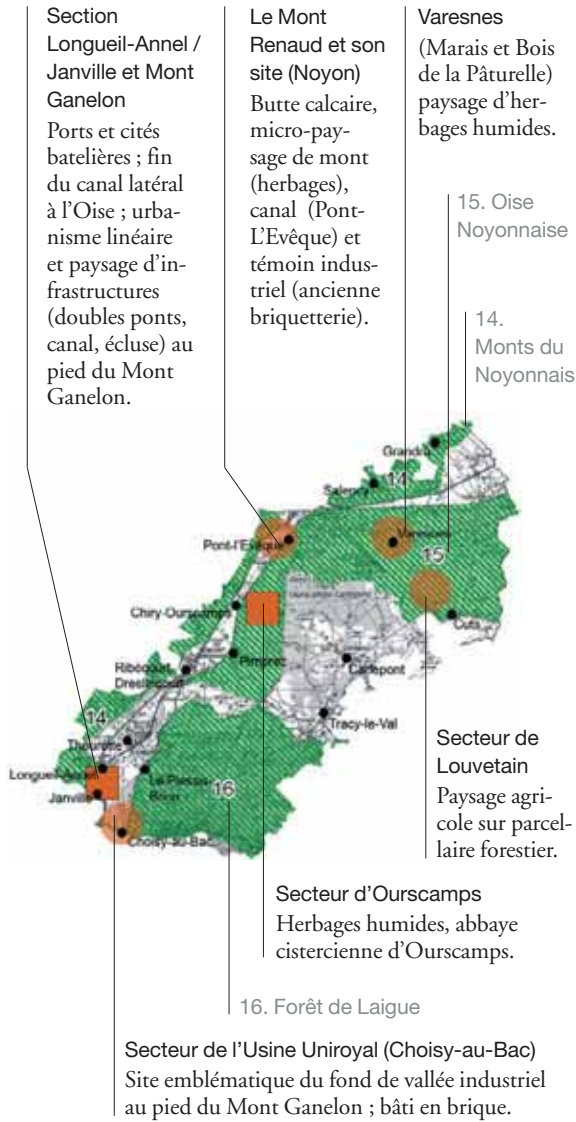 Section
Longueil-Annel /
Janville et Mont
Ganelon
Ports et cités
batelières ; fin
du canal latéral
à l'Oise ; urba-
nisme linéaire
et paysage d'in-
frastructures
(doubles ponts,
canal, écluse) au
pied du Mont
Ganelon.
Le Mont
Renaud et son
site (Noyon)
Butte calcaire,
micro-pay-
sage de mont
(herbages),
canal (Pont-
L'Evêque) et
témoin indus-
triel (ancienne
briquetterie).
Varesnes
(Marais et Bois
de la Pâturelle)
paysage d'her-
bages humides.
15. Oise
Noyonnaise
14.
Monts du
Noyonnais
Grandrù
Salency
14
Pont-l'Evêque
Varesnes
15
Chiry-Ourscamps
Cuts
Pimprez
Carlepont
Ribécourt-
Dreslincourt
14
Tracy-le-Val
Thourotte
Longueil-Annel
Le Plessis-
Brion
Janville
16
Choisy-au-Bac
Secteur de
Louvetain
Paysage agri-
cole sur parcel-
laire forestier.
Secteur d'Ourscamps
Herbages humides, abbaye
cistercienne d'Ourscamps.
16. Forêt de Laigue
Secteur de l'Usine Uniroyal (Choisy-au-Bac)
Site emblématique du fond de vallée industriel
au pied du Mont Ganelon ; bâti en brique.